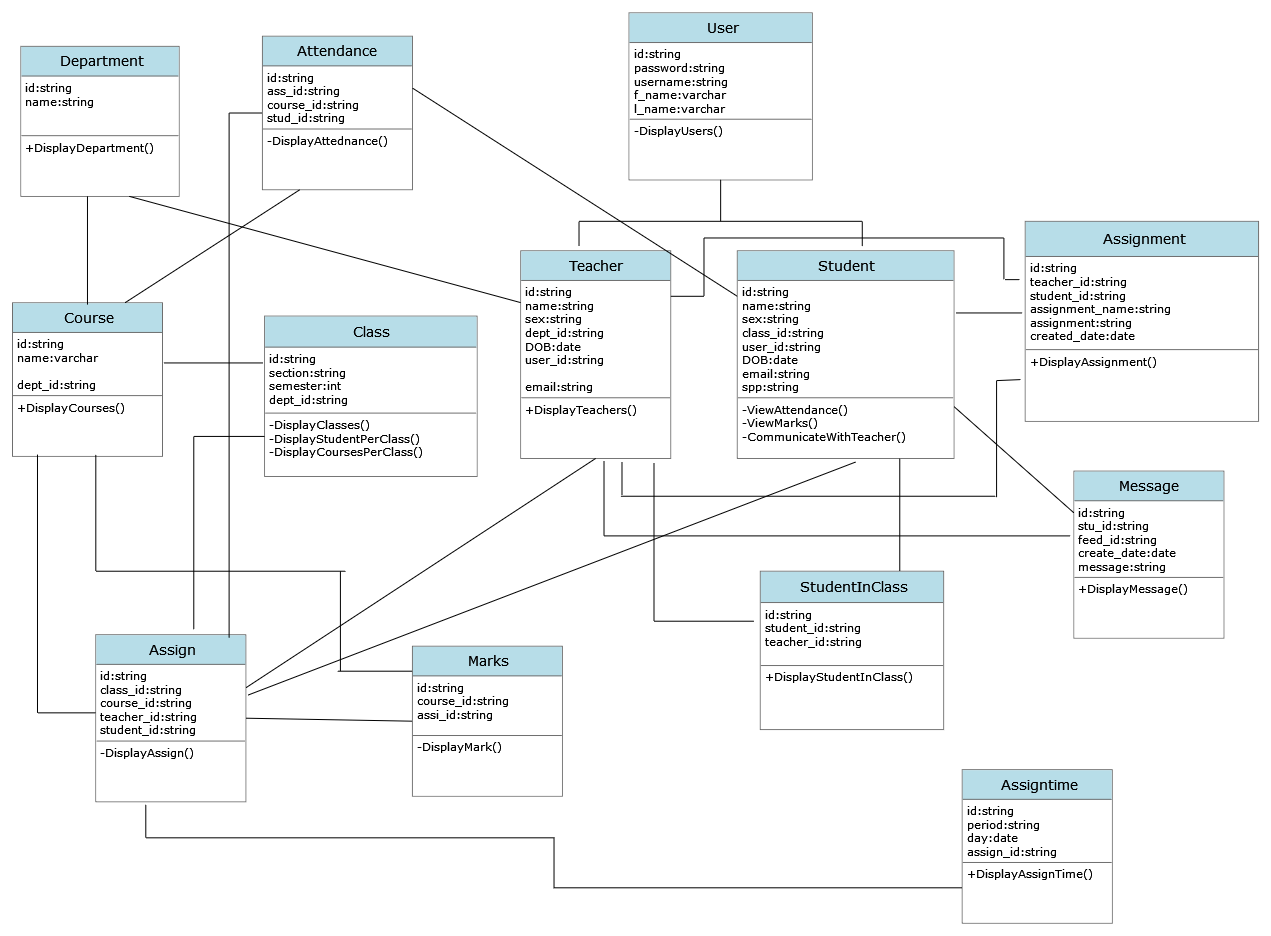 Department
id:string
name:string
+DisplayDepartment()
Attendance
id:string
ass_id:string
course_id:string
stud_id:string
-DisplayAttednance()
User
id:string
password:string
username:string
f_name:varchar
l_name:varchar
-DisplayUsers()
Course
id:string
name:varchar
dept_id:string
+DisplayCourses()
Class
id:string
section:string
semester:int
dept_id:string
-DisplayClasses()
-DisplayStudentPerClass()
-DisplayCoursesPerClass()
Teacher
id:string
name:string
sex:string
dept_id:string
DOB:date
user_id:string
email:string
+DisplayTeachers()
Student
id:string
name:string
sex:string
class_id:string
user_id:string
DOB:date
email:string
spp:string
-ViewAttendance()
-ViewMarks()
-CommunicateWithTeacher()
Assignment
id:string
teacher_id:string
student_id:string
assignment_name:string
assignment:string
created_date:date
+DisplayAssignment()
Message
id:string
stu_id:string
feed_id:string
create_date:date
message:string
+DisplayMessage()
StudentInClass
id:string
student_id:string
teacher_id:string
+DisplayStudentInClass()
Assign
id:string
class_id:string
course_id:string
teacher_id:string
student_id:string
-DisplayAssign()
Marks
id:string
course_id:string
assi_id:string
-DisplayMark()
Assigntime
id:string
period:string
day:date
assign_id:string
+DisplayAssignTime()